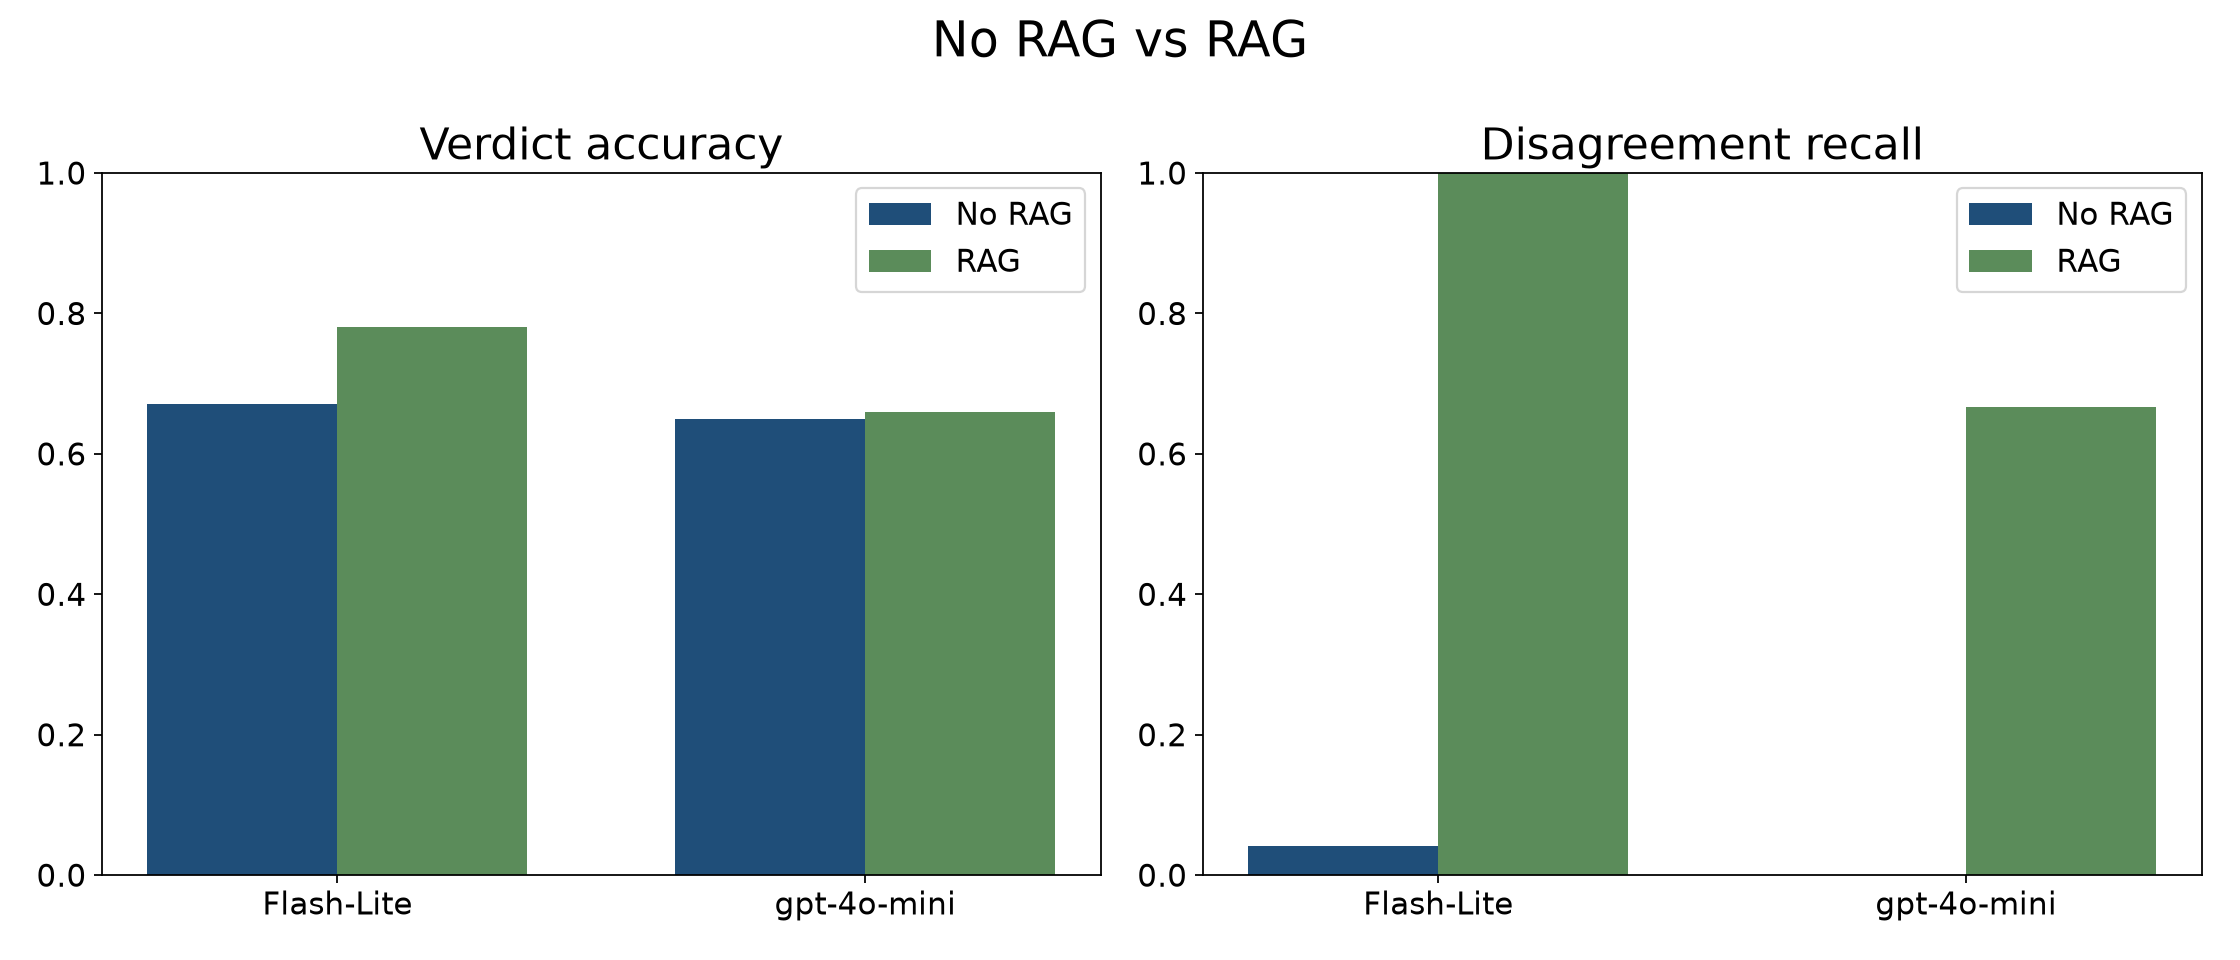 No RAG vs RAG
Verdict accuracy
1.0
0.8
0.6
0.4
0.2
0.0
No RAG
RAG
Flash-Lite
gpt-4o-mini
Disagreement recall
1.0
0.8
0.6
0.4
0.2
0.0
No RAG
RAG
Flash-Lite
gpt-4o-mini